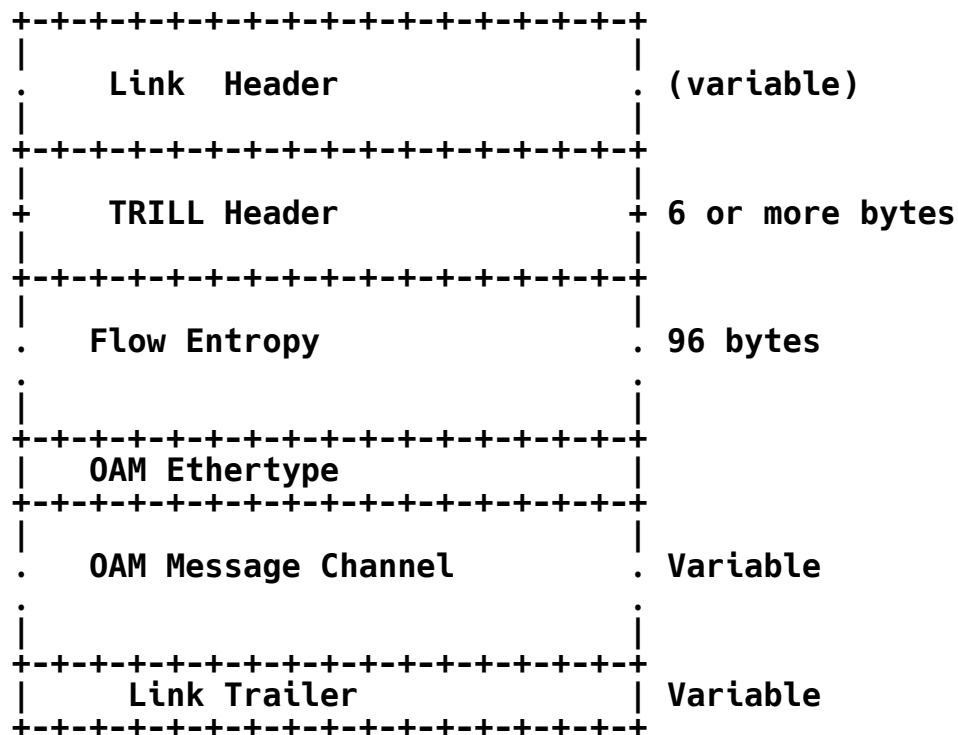 +-+-+-+-+-+-+-+-+-+-+-+-+-+-+-+-+
|                               |
.    Link  Header               . (variable)
|                               |
+-+-+-+-+-+-+-+-+-+-+-+-+-+-+-+-+
|                               |
+    TRILL Header               + 6 or more bytes
|                               |
+-+-+-+-+-+-+-+-+-+-+-+-+-+-+-+-+
|                               |
.   Flow Entropy                . 96 bytes
.                               .
|                               |
+-+-+-+-+-+-+-+-+-+-+-+-+-+-+-+-+
|   OAM Ethertype               |
+-+-+-+-+-+-+-+-+-+-+-+-+-+-+-+-+
|                               |
.   OAM Message Channel         . Variable
.                               .
|                               |
+-+-+-+-+-+-+-+-+-+-+-+-+-+-+-+-+
|     Link Trailer              | Variable
+-+-+-+-+-+-+-+-+-+-+-+-+-+-+-+-+